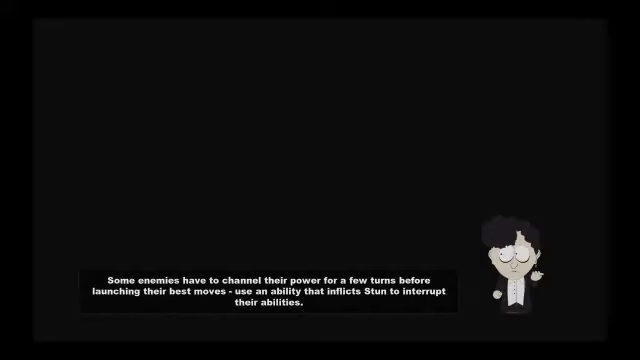 Some enemies have to channel their power for a few turns before
launching their best moves - use an ability that inflicts Stun to interrupt
their abilities.